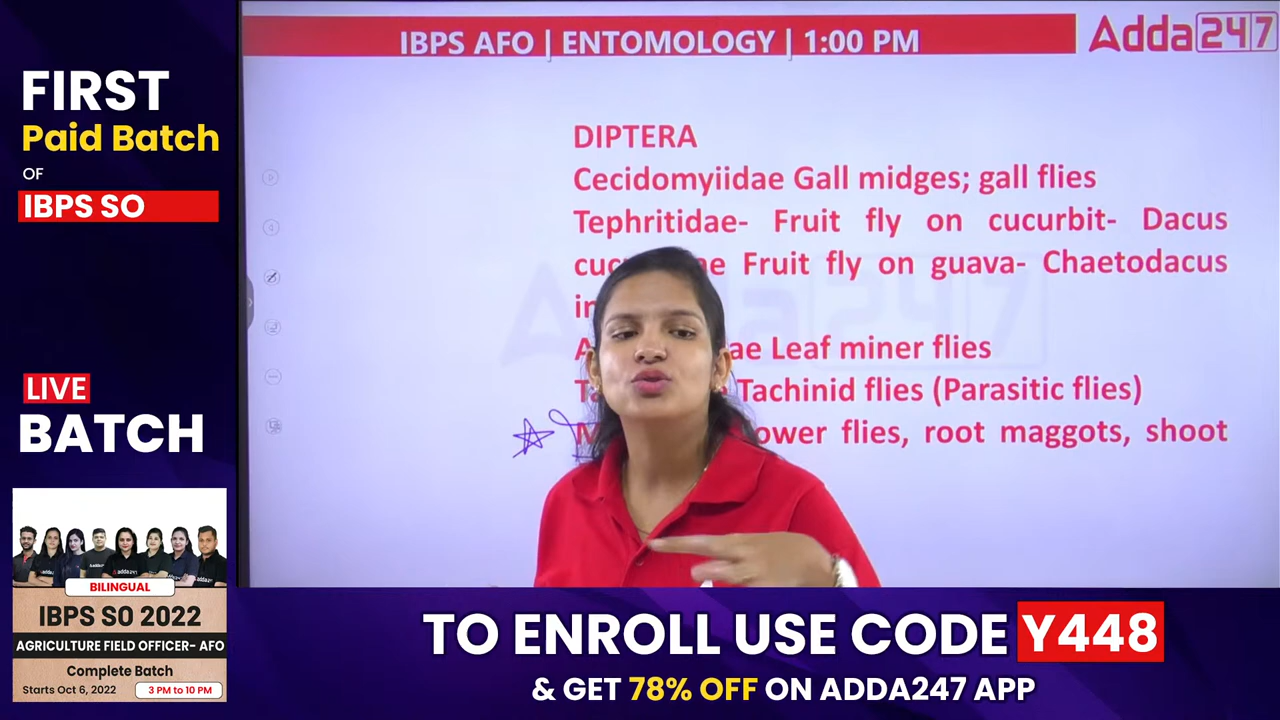 FIRST
Paid Batch
OF
IBPS SO
LIVE
BATCH
BILINGUAL
IBPS SO 2022
AGRICULTURE FIELD OFFICER- AFO
Complete Batch
Starts Oct 6, 2022
3 PM to 10 PM
IBPS AFO | ENTOMOLOGY | 1:00 PM
Adda247
DIPTERA
Cecidomyiidae Gall midges; gall flies
Tephritidae- Fruit fly on cucurbit- Dacus
Fruit fly on guava- Chaetodacus
Leaf miner flies
Tachinid flies (Parasitic flies)
flies, root maggots, shoot
TO ENROLL USE CODE Y448
& GET 78% OFF ON ADDA247 APP